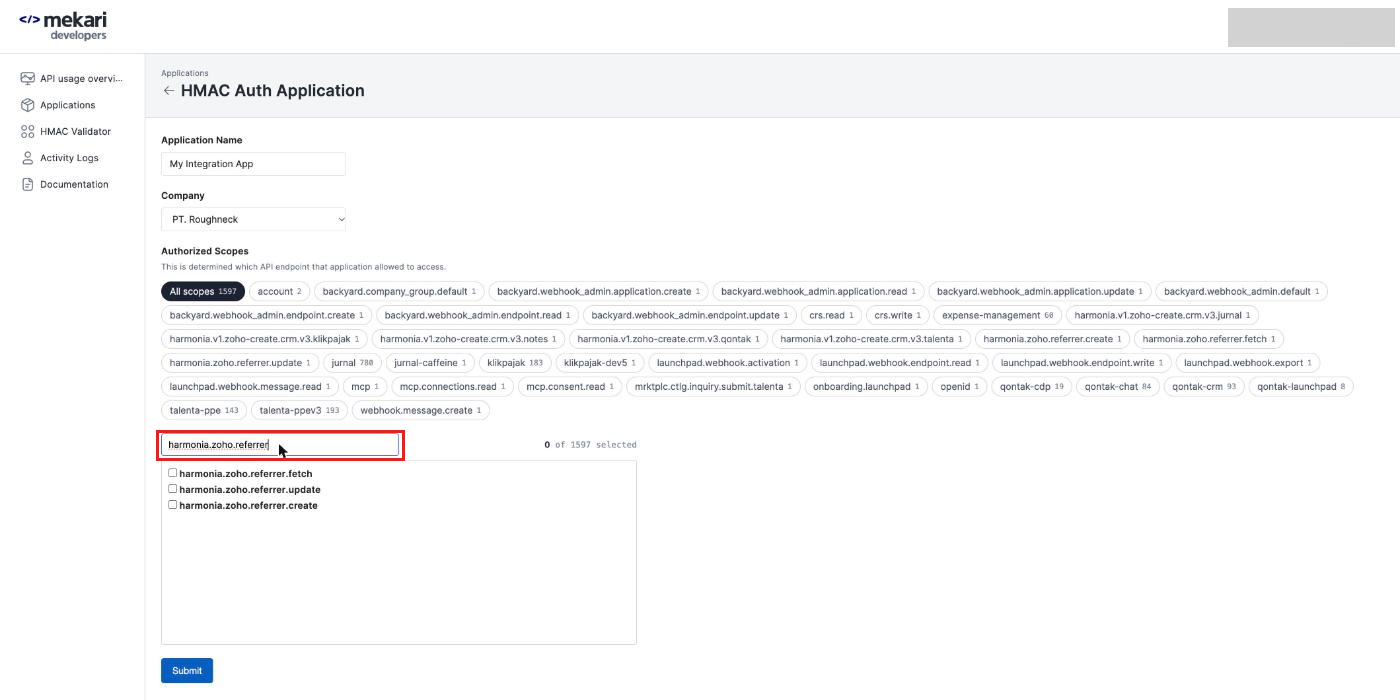 </> mekari
developers
API usage overvi...
Applications
HMAC Validator
Activity Logs
Documentation
Applications
← HMAC Auth Application
Application Name
My Integration App
Company
PT. Roughneck
Authorized Scopes
This is determined which API endpoint that application allowed to access.
All scopes 1597 account 2 backyard.company_group.default 1 backyard.webhook_admin.application.create 1 backyard.webhook_admin.application.read 1 backyard.webhook_admin.application.update 1 backyard.webhook_admin.default 1
backyard.webhook_admin.endpoint.create 1 backyard.webhook_admin.endpoint.read 1 backyard.webhook_admin.endpoint.update 1 crs.read 1 crs.write 1 expense-management 60 harmonia.v1.zoho-create.crm.v3.jurnal 1
harmonia.v1.zoho-create.crm.v3.klikpajak 1 harmonia.v1.zoho-create.crm.v3.notes 1 harmonia.v1.zoho-create.crm.v3.qontak 1 harmonia.v1.zoho-create.crm.v3.talenta 1 harmonia.zoho.referrer.create 1 harmonia.zoho.referrer.fetch 1
harmonia.zoho.referrer.update 1 jurnal 780 jurnal-caffeine 1 klikpajak 183 klikpajak-dev5 1 launchpad.webhook.activation 1 launchpad.webhook.endpoint.read 1 launchpad.webhook.endpoint.write 1 launchpad.webhook.export 1
launchpad.webhook.message.read 1 mcp 1 mcp.connections.read 1 mcp.consent.read 1 mrktplc.ctlg.inquiry.submit.talenta 1 onboarding.launchpad 1 openid 1 qontak-cdp 19 qontak-chat 84 qontak-crm 93 qontak-launchpad 8
talenta-ppe 143 talenta-ppev3 193 webhook.message.create 1
harmonia.zoho.referrer 0 of 1597 selected
harmonia.zoho.referrer.fetch
harmonia.zoho.referrer.update
harmonia.zoho.referrer.create
Submit